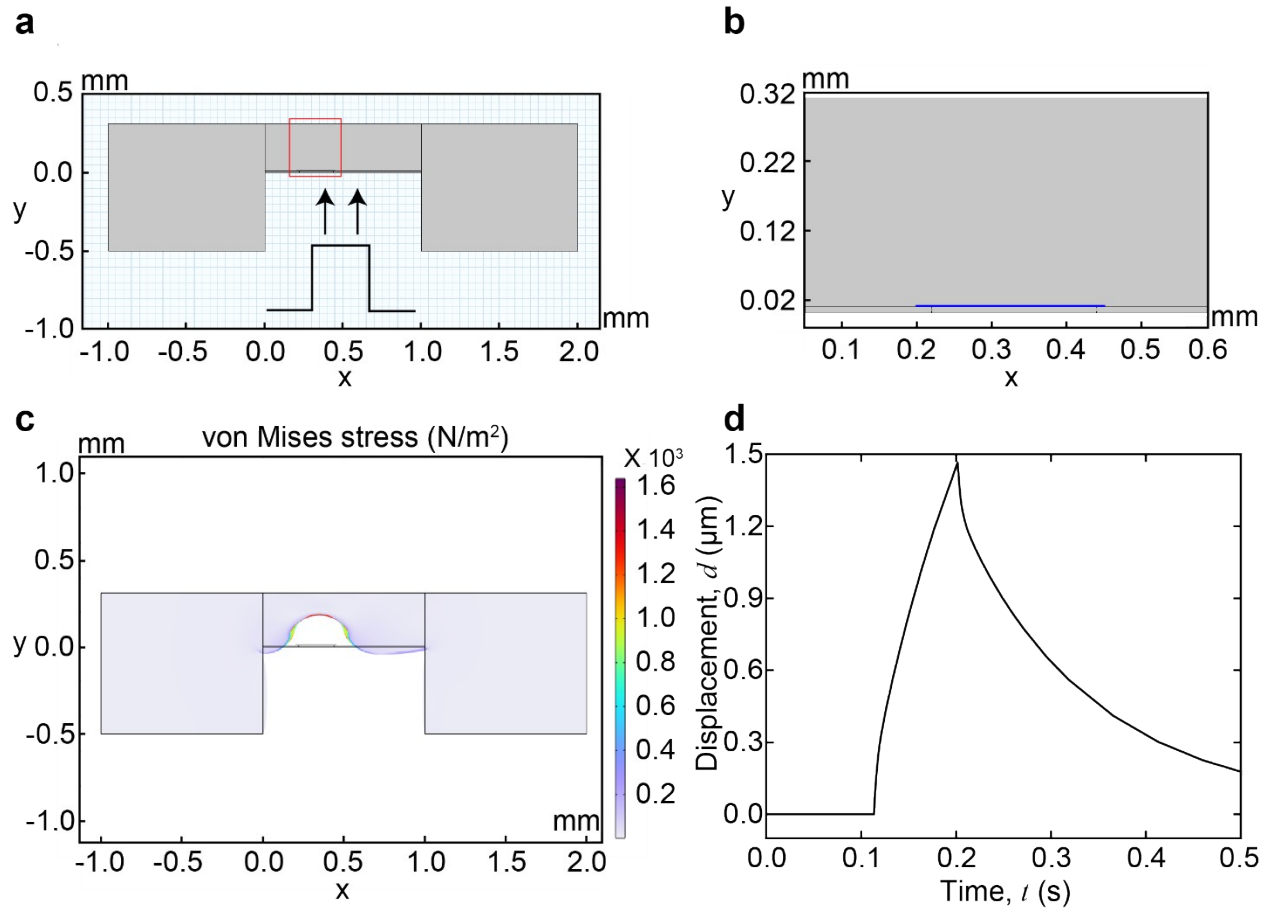 a
mm
0.5
0.0
y
-0.5
-1.0
mm
-1.0 -0.5 0.0 0.5 1.0 1.5 2.0
x
b
mm
0.32
0.22
y
0.12
0.02
mm
0.1 0.2 0.3 0.4 0.5 0.6
x
c
mm
von Mises stress (N/m²)
X 10³
1.0
0.5
y 0.0
-0.5
-1.0
mm
-1.0 -0.5 0.0 0.5 1.0 1.5 2.0
x
1.6
1.4
1.2
1.0
0.8
0.6
0.4
0.2
d
1.5
1.2
0.9
0.6
0.3
0.0
Displacement, d (μm)
0.0 0.1 0.2 0.3 0.4 0.5
Time, t (s)